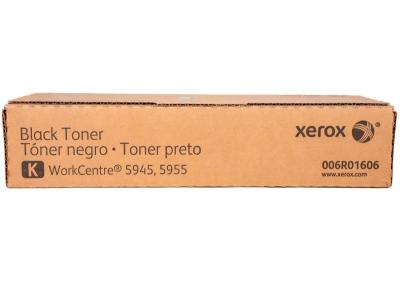 Black Toner
Tóner negro • Toner preto
K WorkCentre® 5945, 5955
xerox
006R01606
www.xerox.com